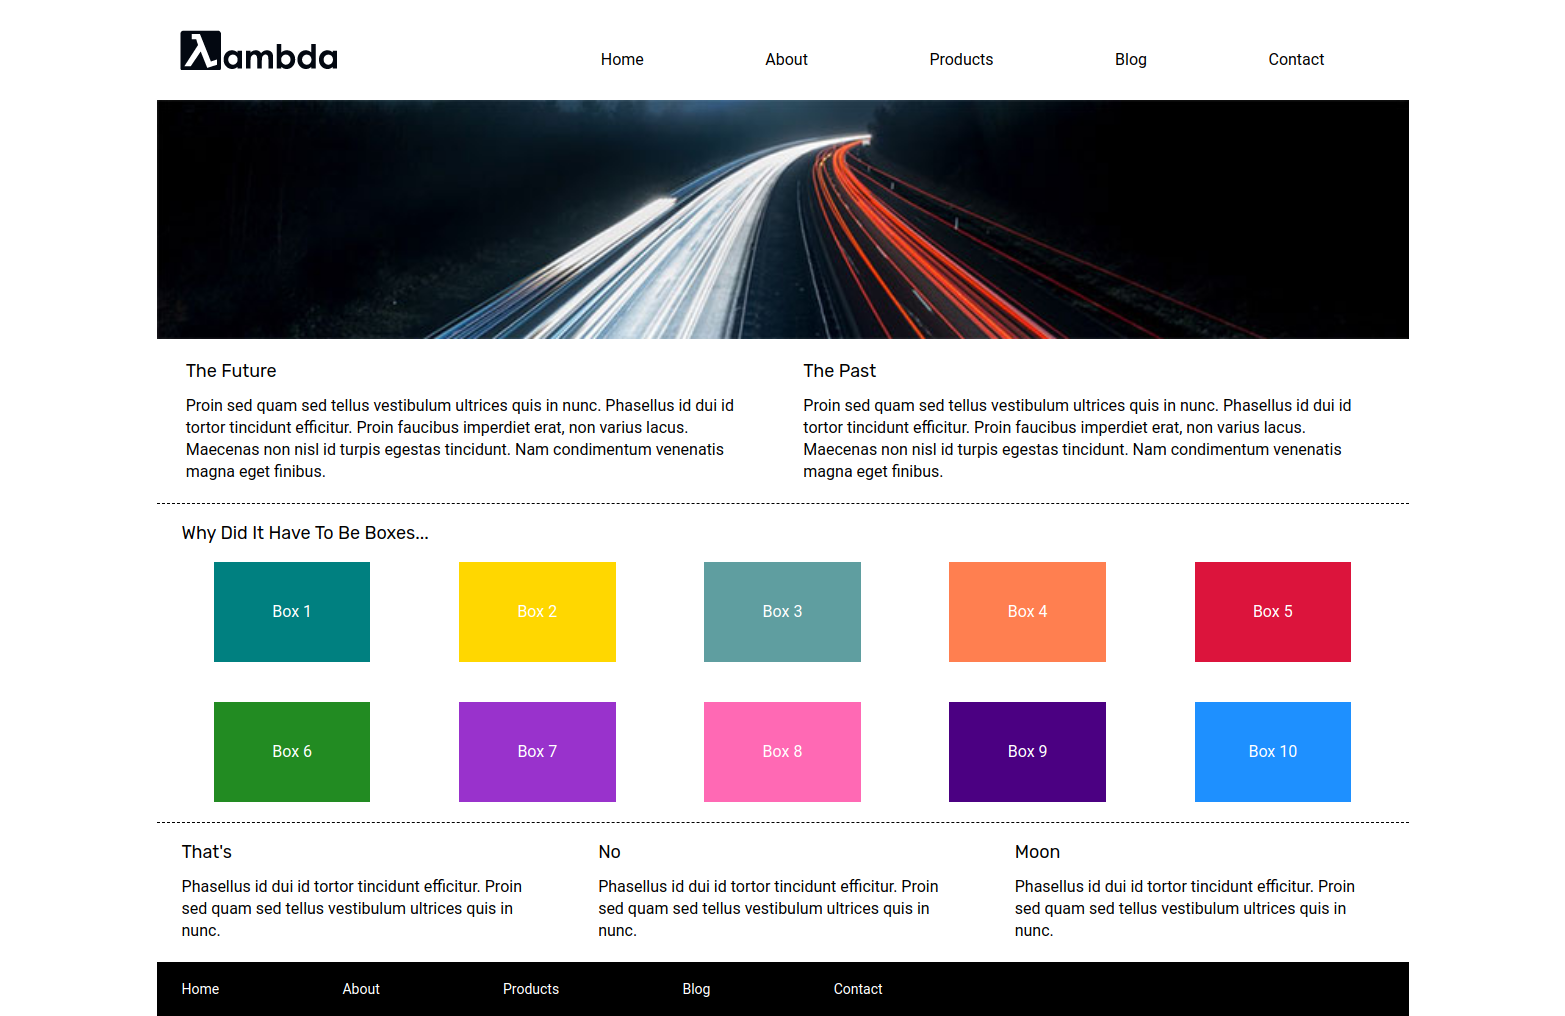 λambda
Home About Products Blog Contact
The Future
Proin sed quam sed tellus vestibulum ultrices quis in nunc. Phasellus id dui id
tortor tincidunt efficitur. Proin faucibus imperdiet erat, non varius lacus.
Maecenas non nisl id turpis egestas tincidunt. Nam condimentum venenatis
magna eget finibus.
The Past
Proin sed quam sed tellus vestibulum ultrices quis in nunc. Phasellus id dui id
tortor tincidunt efficitur. Proin faucibus imperdiet erat, non varius lacus.
Maecenas non nisl id turpis egestas tincidunt. Nam condimentum venenatis
magna eget finibus.
Why Did It Have To Be Boxes...
Box 1 Box 2 Box 3 Box 4 Box 5
Box 6 Box 7 Box 8 Box 9 Box 10
That's
Phasellus id dui id tortor tincidunt efficitur. Proin
sed quam sed tellus vestibulum ultrices quis in
nunc.
No
Phasellus id dui id tortor tincidunt efficitur. Proin
sed quam sed tellus vestibulum ultrices quis in
nunc.
Moon
Phasellus id dui id tortor tincidunt efficitur. Proin
sed quam sed tellus vestibulum ultrices quis in
nunc.
Home About Products Blog Contact